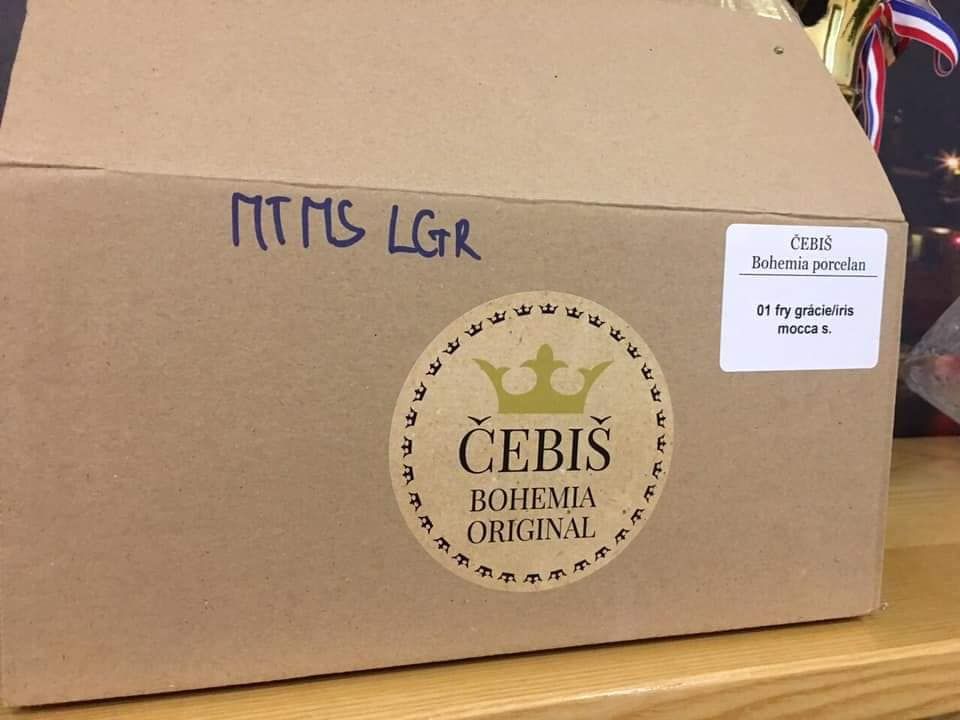 MTMS LGR
ČEBIŠ
Bohemia porcelan
01 fry grácie/iris
mocca s.
ČEBIŠ
BOHEMIA
ORIGINAL